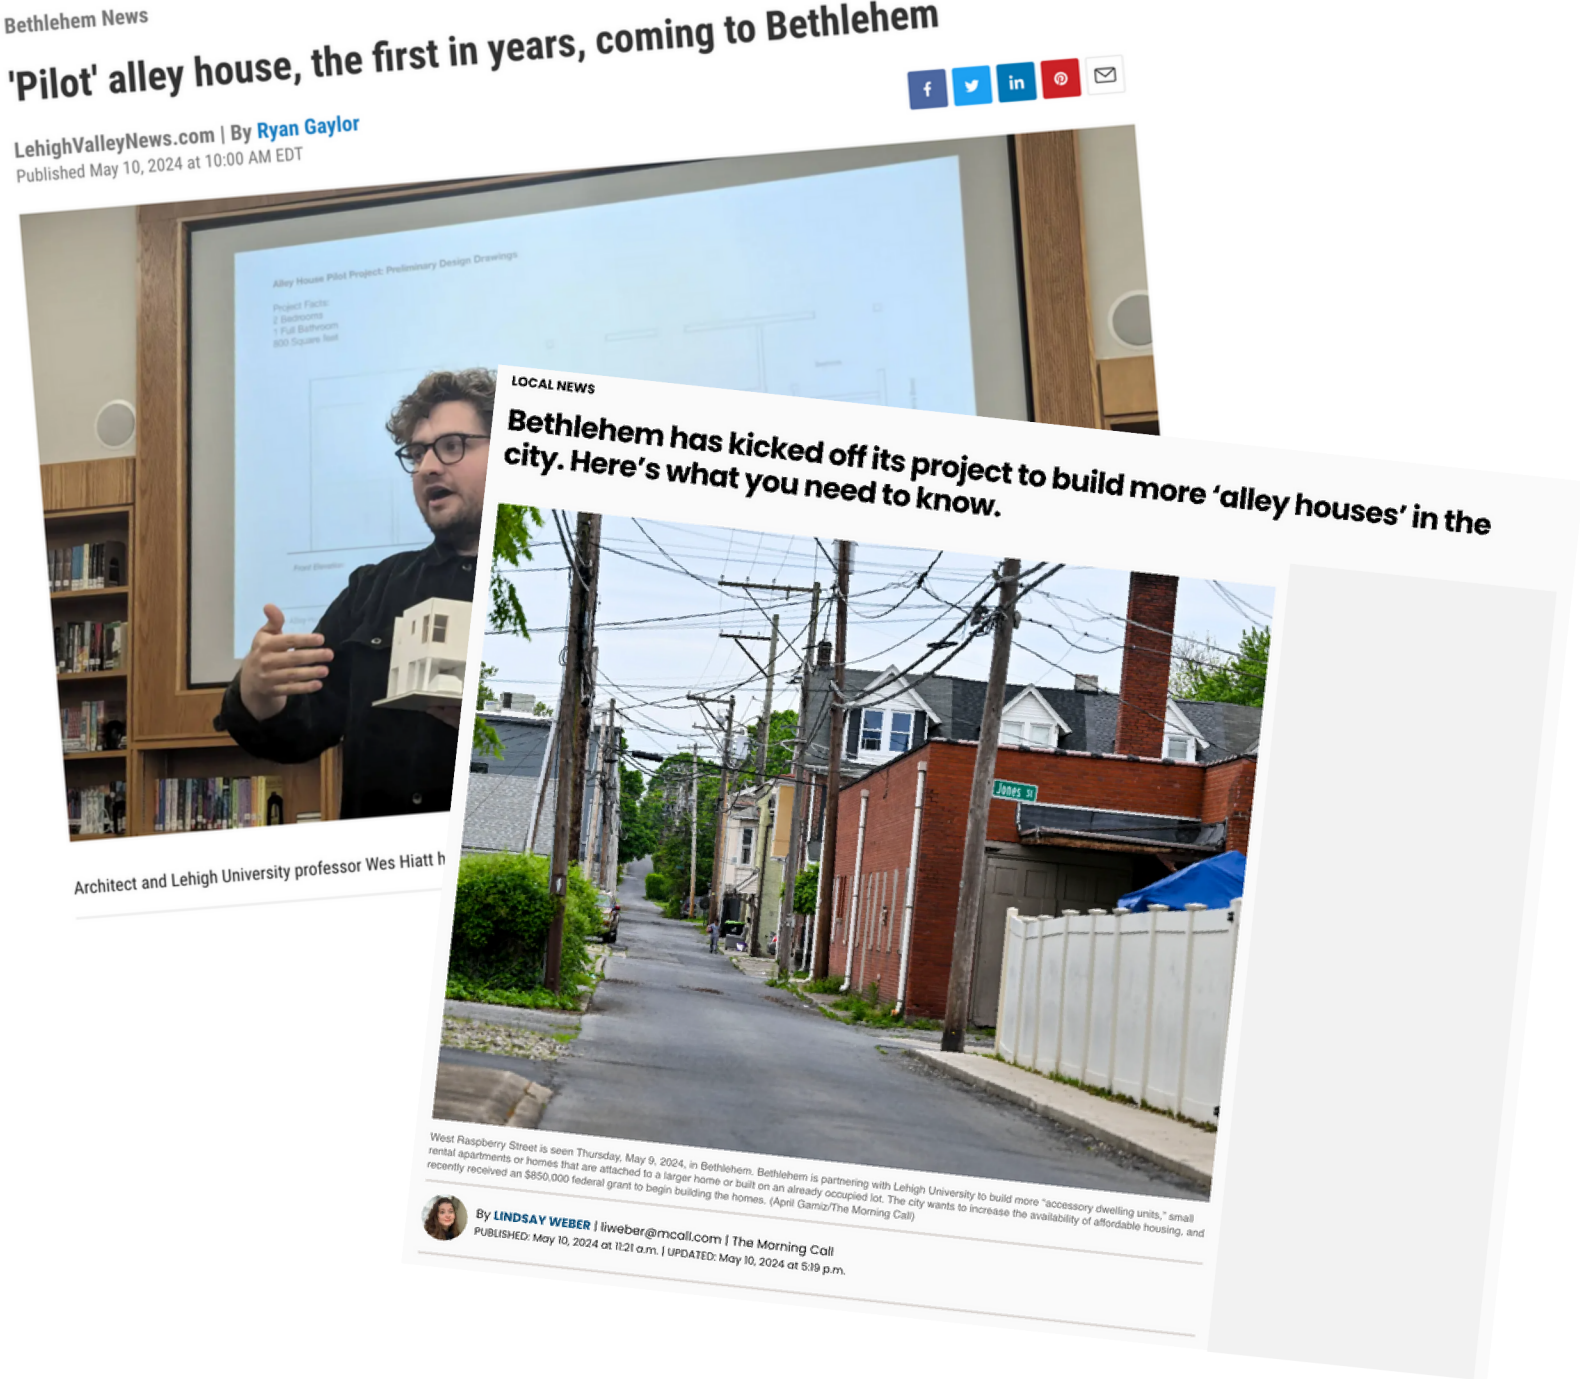 Bethlehem News
'Pilot' alley house, the first in years, coming to Bethlehem
LehighValleyNews.com | By Ryan Gaylor
Published May 10, 2024 at 10:00 AM EDT
f
in
Alley House Pilot Project: Preliminary Design Drawings
Project Facts:
2 Bedrooms
1 Full Bathroom
800 Square feet
Front Elevation
Architect and Lehigh University professor Wes Hiatt h
LOCAL NEWS
Bethlehem has kicked off its project to build more ‘alley houses’ in the
city. Here’s what you need to know.
Jones St
West Raspberry Street is seen Thursday, May 9, 2024, in Bethlehem. Bethlehem is partnering with Lehigh University to build more “accessory dwelling units,” small
rental apartments or homes that are attached to a larger home or built on an already occupied lot. The city wants to increase the availability of affordable housing, and
recently received an $850,000 federal grant to begin building the homes. (April Gamiz/The Morning Call)
By LINDSAY WEBER | liweber@mcall.com | The Morning Call
PUBLISHED: May 10, 2024 at 11:21 a.m. | UPDATED: May 10, 2024 at 5:19 p.m.